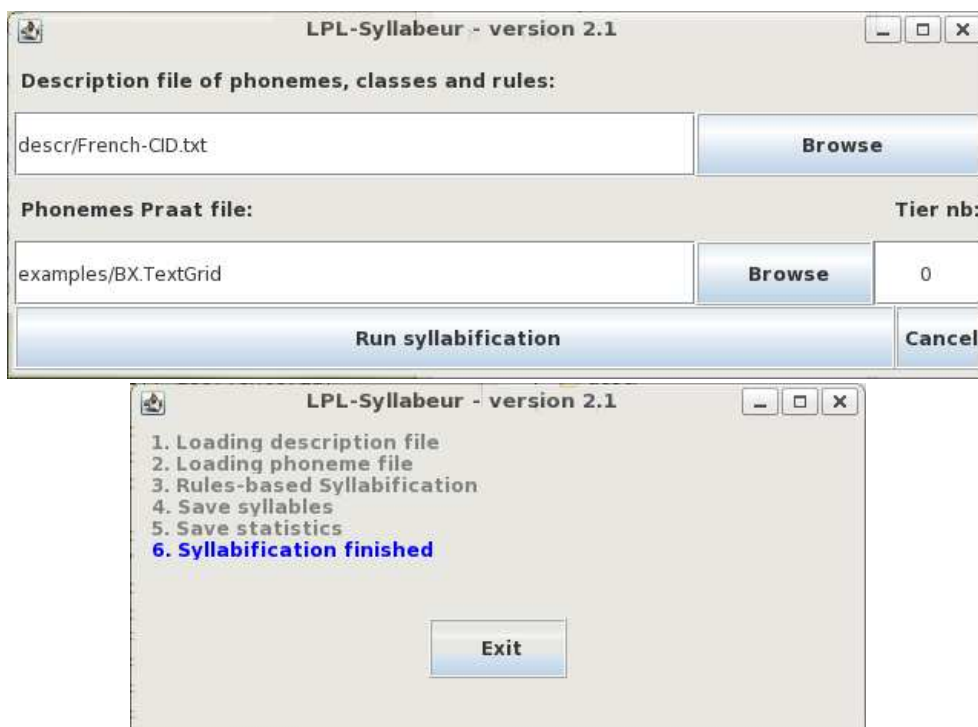 LPL-Syllabeur - version 2.1
Description file of phonemes, classes and rules:
descr/French-CID.txt
Browse
Phonemes Praat file:
Tier nb:
examples/BX.TextGrid
Browse
0
Run syllabification
Cancel
LPL-Syllabeur - version 2.1
1. Loading description file
2. Loading phoneme file
3. Rules-based Syllabification
4. Save syllables
5. Save statistics
6. Syllabification finished
Exit